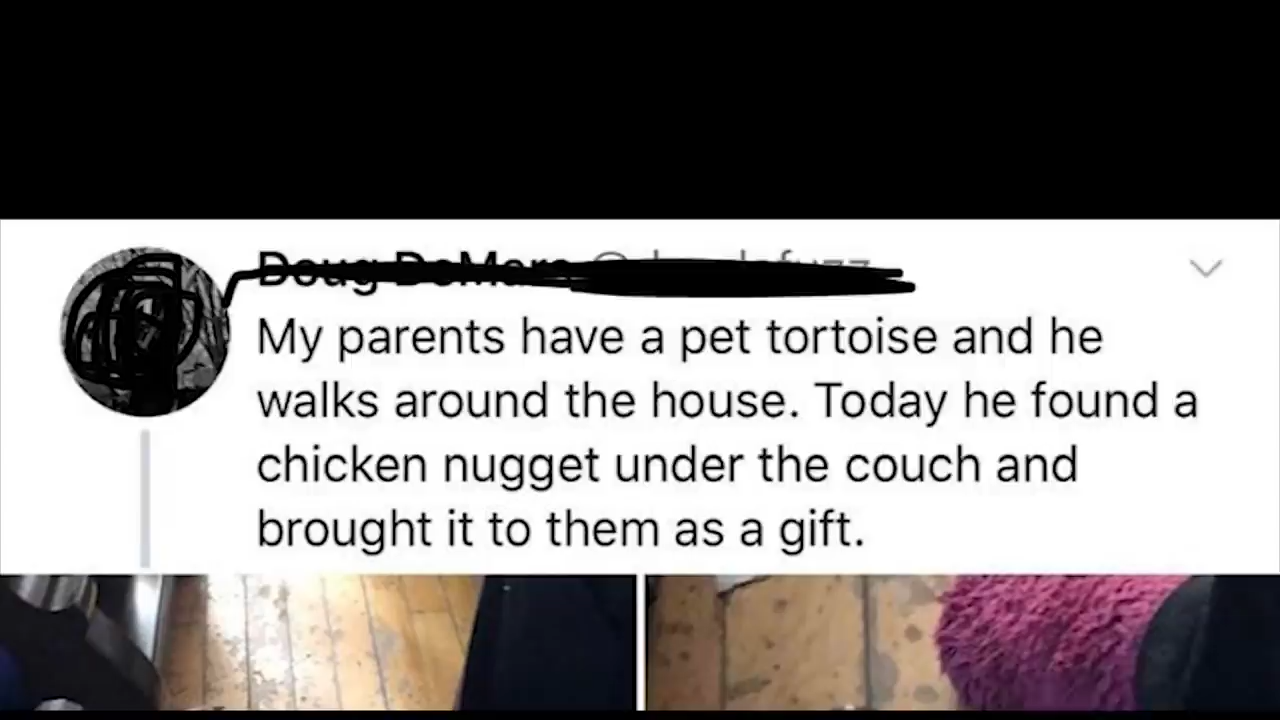 Doug
My parents have a pet tortoise and he
walks around the house. Today he found a
chicken nugget under the couch and
brought it to them as a gift.